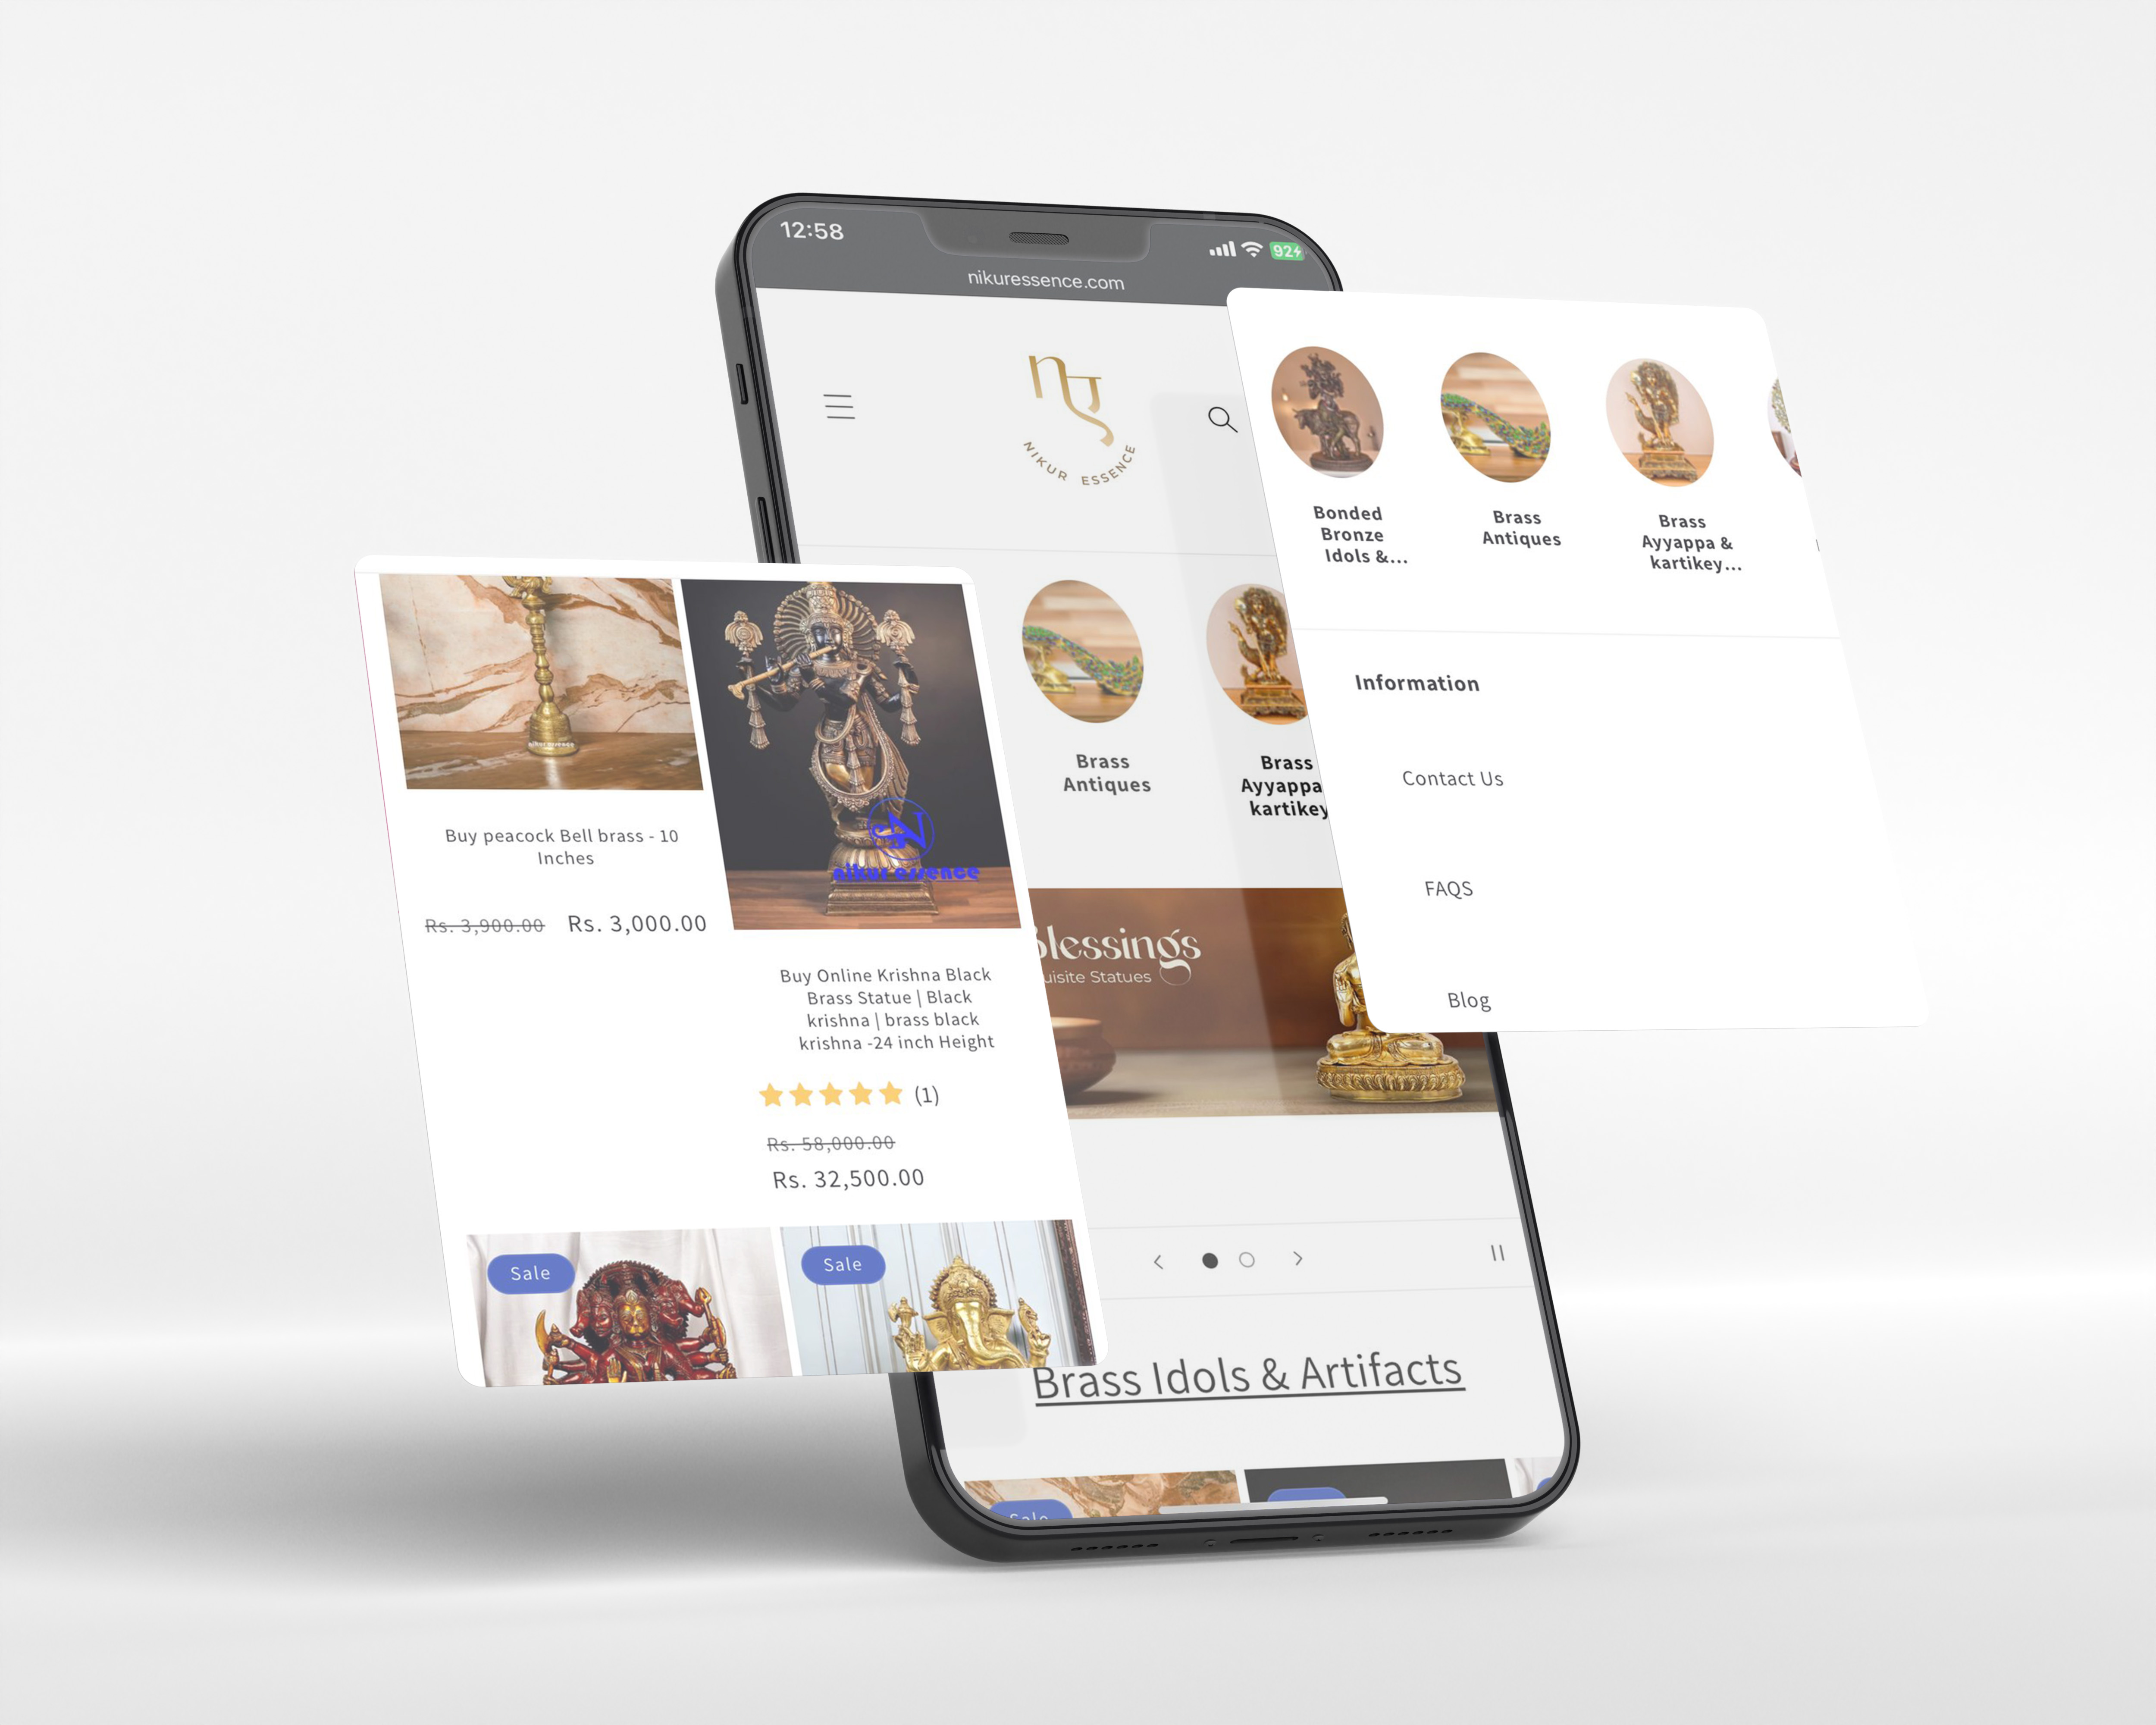 12:58
92
nikuressence.com
NIKUR ESSENCE
Brass
Antiques
Brass
Ayyappa
kartikey
Blessings
uisite Statues
Brass Idols & Artifacts
Sale
Bonded
Bronze
Idols &...
Brass
Antiques
Brass
Ayyappa &
kartikey...
Information
Contact Us
FAQS
Blog
nikur essence
Buy peacock Bell brass - 10
Inches
Rs. 3,900.00 Rs. 3,000.00
N
nikur essence
Buy Online Krishna Black
Brass Statue | Black
krishna | brass black
krishna -24 inch Height
(1)
Rs. 58,000.00
Rs. 32,500.00
Sale
Sale